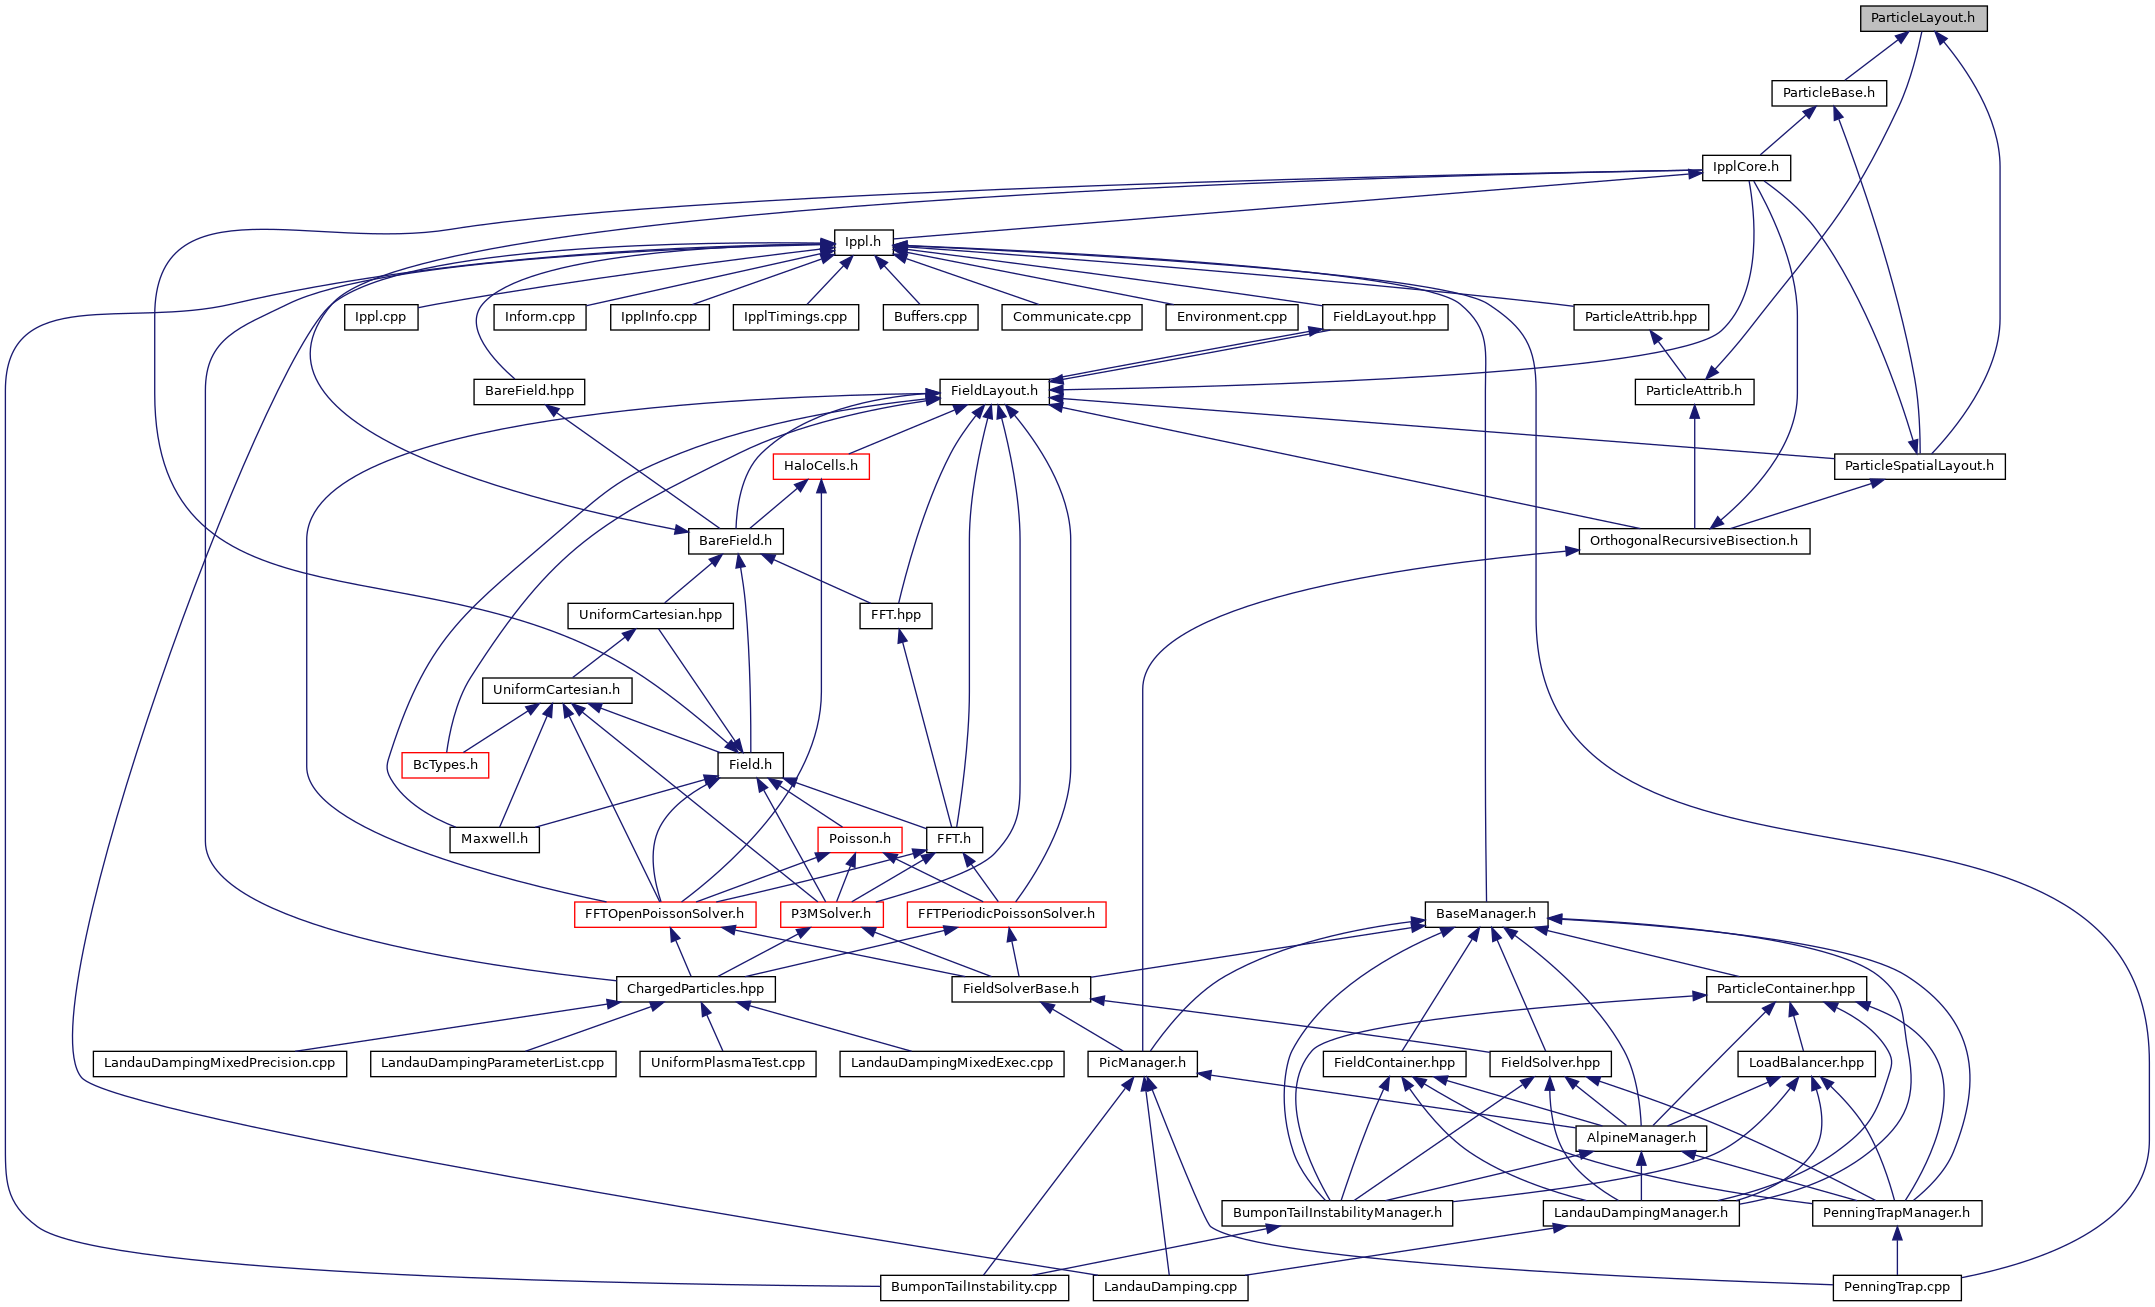 ParticleLayout.h
ParticleBase.h
IpplCore.h
Ippl.h
Ippl.cpp
Inform.cpp
IpplInfo.cpp
IpplTimings.cpp
Buffers.cpp
Communicate.cpp
Environment.cpp
FieldLayout.hpp
ParticleAttrib.hpp
BareField.hpp
FieldLayout.h
ParticleAttrib.h
HaloCells.h
ParticleSpatialLayout.h
BareField.h
OrthogonalRecursiveBisection.h
UniformCartesian.hpp
FFT.hpp
UniformCartesian.h
BcTypes.h
Field.h
Maxwell.h
Poisson.h
FFT.h
FFTOpenPoissonSolver.h
P3MSolver.h
FFTPeriodicPoissonSolver.h
BaseManager.h
ChargedParticles.hpp
FieldSolverBase.h
ParticleContainer.hpp
LandauDampingMixedPrecision.cpp
LandauDampingParameterList.cpp
UniformPlasmaTest.cpp
LandauDampingMixedExec.cpp
PicManager.h
FieldContainer.hpp
FieldSolver.hpp
LoadBalancer.hpp
AlpineManager.h
BumponTailInstabilityManager.h
LandauDampingManager.h
PenningTrapManager.h
BumponTailInstability.cpp
LandauDamping.cpp
PenningTrap.cpp